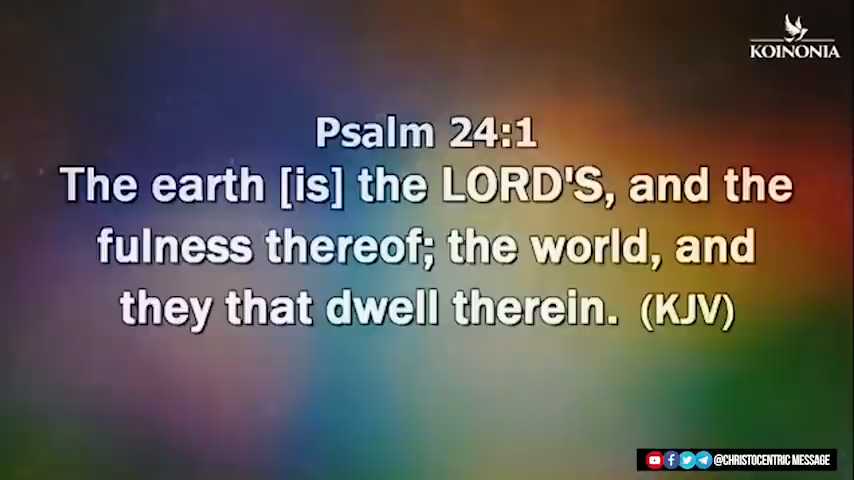 KOINONIA
Psalm 24:1
The earth [is] the LORD'S, and the
fulness thereof; the world, and
they that dwell therein. (KJV)
@CHRISTOCENTRIC MESSAGE